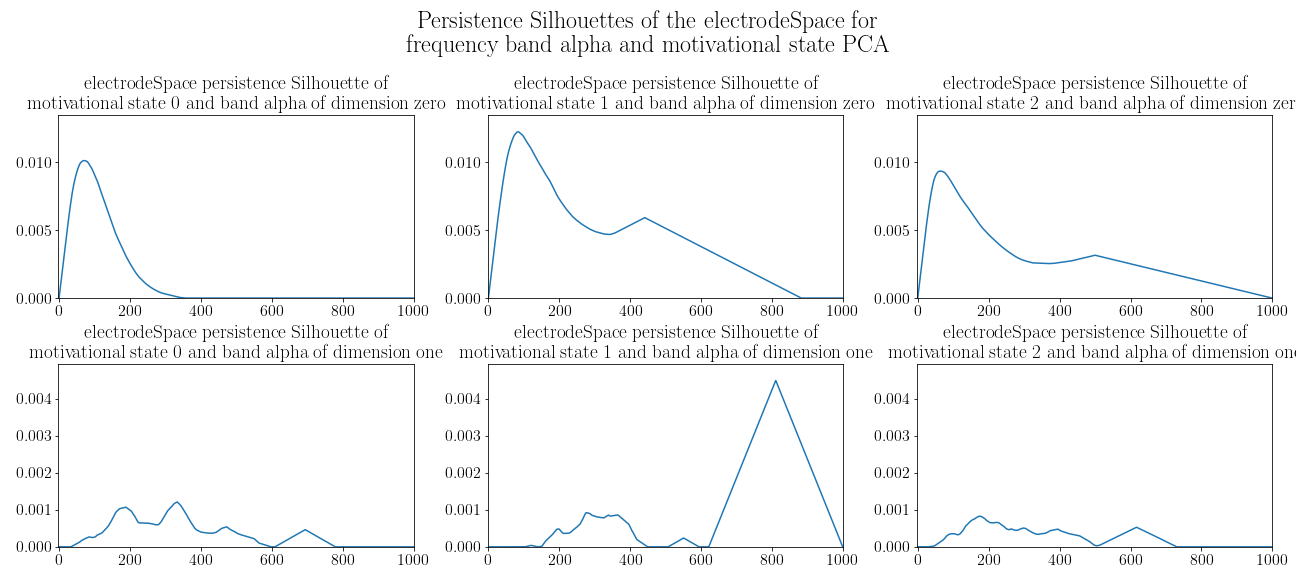 Persistence Silhouettes of the electrodeSpace for
frequency band alpha and motivational state PCA
electrodeSpace persistence Silhouette of
motivational state 0 and band alpha of dimension zero
electrodeSpace persistence Silhouette of
motivational state 1 and band alpha of dimension zero
electrodeSpace persistence Silhouette of
motivational state 2 and band alpha of dimension zer
0.010
0.005
0.000
0 200 400 600 800 1000
0.010
0.005
0.000
0 200 400 600 800 1000
0.010
0.005
0.000
0 200 400 600 800 1000
electrodeSpace persistence Silhouette of
motivational state 0 and band alpha of dimension one
electrodeSpace persistence Silhouette of
motivational state 1 and band alpha of dimension one
electrodeSpace persistence Silhouette of
motivational state 2 and band alpha of dimension one
0.004
0.003
0.002
0.001
0.000
0 200 400 600 800 1000
0.004
0.003
0.002
0.001
0.000
0 200 400 600 800 1000
0.004
0.003
0.002
0.001
0.000
0 200 400 600 800 1000